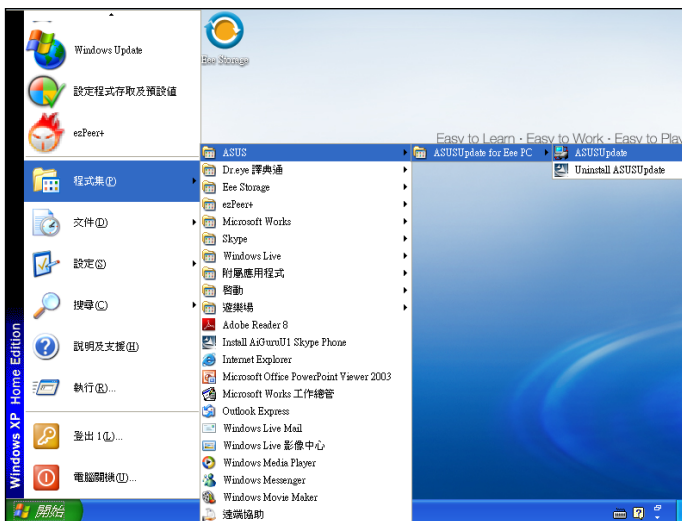 Windows Update
設定程式存取及預設值
ezPeer+
程式集(P)
文件(D)
設定(S)
搜尋(C)
說明及支援(H)
執行(R)...
登出 1(L)...
電腦關機(U)...
Windows XP Home Edition
開始
Eee Storage
Easy to Learn · Easy to Work · Easy to Play
ASUS
Dr.eye 譯典通
Eee Storage
ezPeer+
Microsoft Works
Skype
Windows Live
附屬應用程式
啟動
遊樂場
Adobe Reader 8
Install AiGuruU1 Skype Phone
Internet Explorer
Microsoft Office PowerPoint Viewer 2003
Microsoft Works 工作總管
Outlook Express
Windows Live Mail
Windows Live 影像中心
Windows Media Player
Windows Messenger
Windows Movie Maker
遠端協助
ASUSUpdate for Eee PC
ASUSUpdate
Uninstall ASUSUpdate